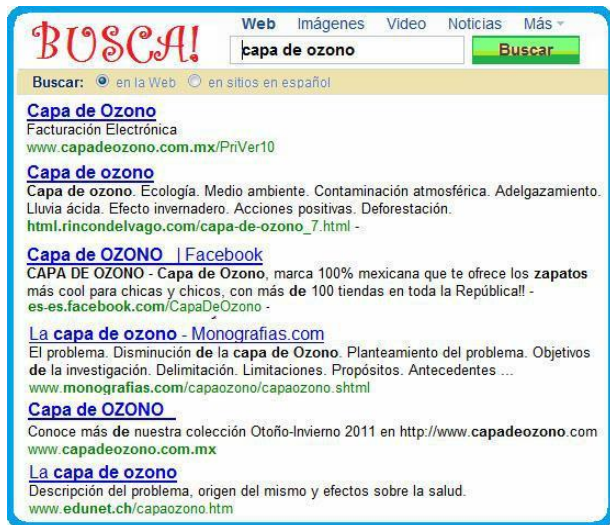 BUSCA!
Web Imágenes Video Noticias Más
capa de ozono
Buscar
Buscar: en la Web en sitios en español
Capa de Ozono
Facturación Electrónica
www.capadeozono.com.mx/PriVer10
Capa de ozono
Capa de ozono. Ecología. Medio ambiente. Contaminación atmosférica. Adelgazamiento.
Lluvia ácida. Efecto invernadero. Acciones positivas. Deforestación.
html.rincondelvago.com/capa-de-ozono_7.html -
Capa de OZONO | Facebook
CAPA DE OZONO - Capa de Ozono, marca 100% mexicana que te ofrece los zapatos
más cool para chicas y chicos, con más de 100 tiendas en toda la República!! -
es-es.facebook.com/CapaDeOzono -
La capa de ozono - Monografias.com
El problema. Disminución de la capa de Ozono. Planteamiento del problema. Objetivos
de la investigación. Delimitación. Limitaciones. Propósitos. Antecedentes ...
www.monografias.com/capaozono/capaozono.shtml
Capa de OZONO
Conoce más de nuestra colección Otoño-Invierno 2011 en http://www.capadeozono.com
www.capadeozono.com.mx
La capa de ozono
Descripción del problema, origen del mismo y efectos sobre la salud.
www.edunet.ch/capaozono.htm